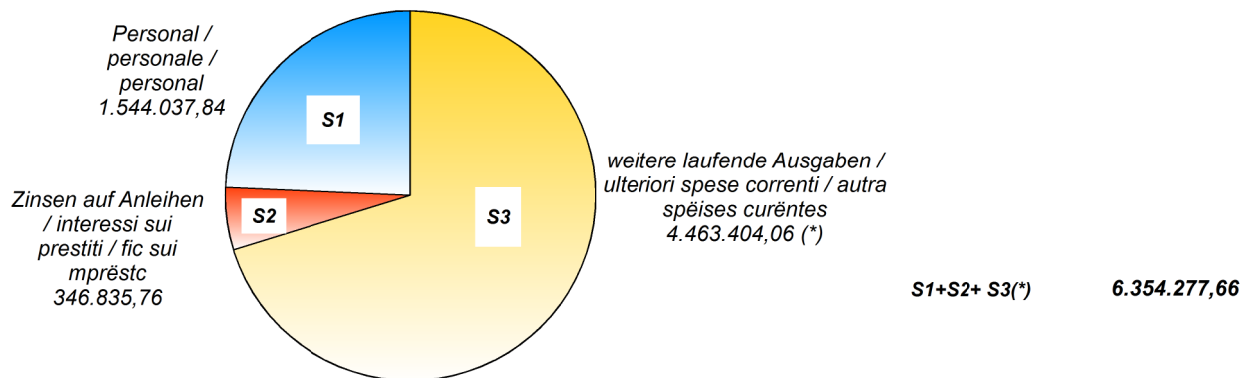 Personal /
personale /
personal
1.544.037,84
S1
Zinsen auf Anleihen
/ interessi sui
prestiti / fic sui
mprëstc
346.835,76
S2
S3
weitere laufende Ausgaben /
ulteriori spese correnti / autra
spëises curëntes
4.463.404,06 (*)
S1+S2+ S3(*) 6.354.277,66